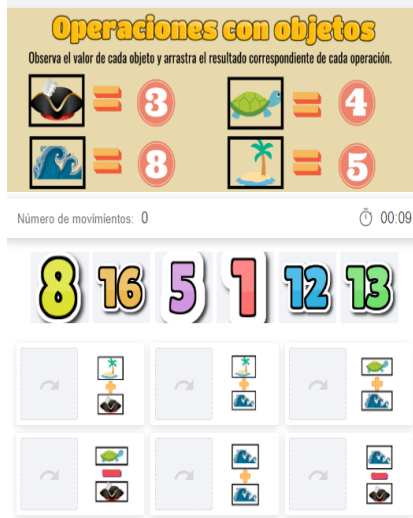 Operaciones con objetos
Observa el valor de cada objeto y arrastra el resultado correspondiente de cada operación.
= 3 = 4
= 8 = 5
Número de movimientos: 0 00:09
8 16 5 1 12 13
+ + +
- + -